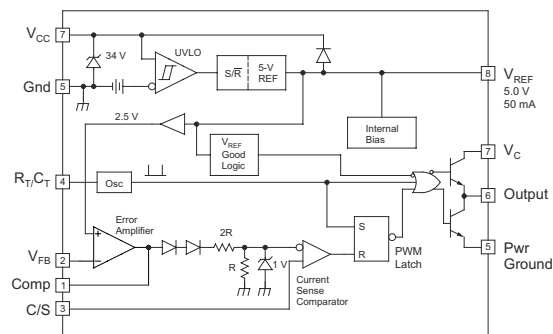 VCC 7
34 V
UVLO
Gnd 5
S/R̅
5-V
REF
8 VREF
5.0 V
50 mA
2.5 V
VREF
Good
Logic
Internal
Bias
7 VC
RT/CT 4
Osc
6 Output
Error
Amplifier
+
−
VFB 2
2R
R
1 V
S
R
PWM
Latch
5 Pwr
Ground
Comp 1
Current
Sense
Comparator
C/S 3